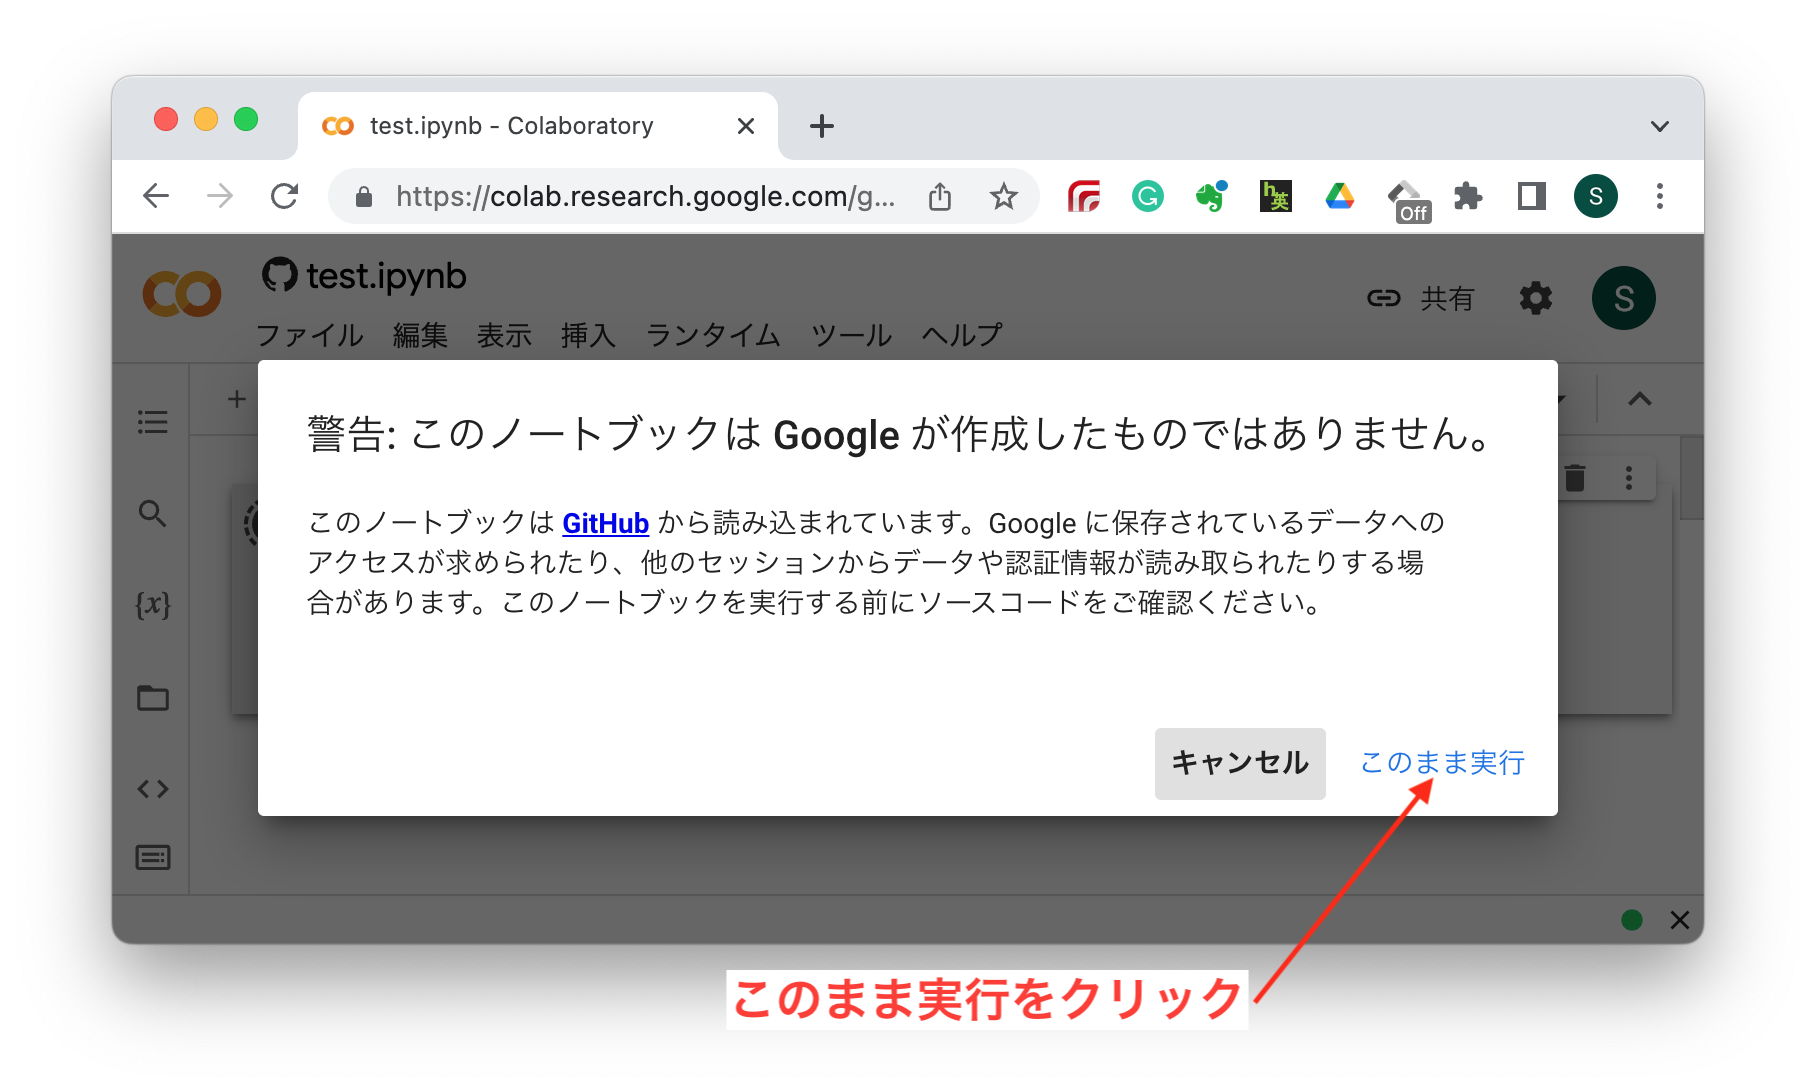 test.ipynb - Colaboratory
https://colab.research.google.com/g...
h英
Off
S
test.ipynb
共有
S
ファイル 編集 表示 挿入 ランタイム ツール ヘルプ
警告: このノートブックは Google が作成したものではありません。
このノートブックは GitHub から読み込まれています。Google に保存されているデータへの
アクセスが求められたり、他のセッションからデータや認証情報が読み取られたりする場
合があります。このノートブックを実行する前にソースコードをご確認ください。
{x}
キャンセル このまま実行
このまま実行をクリック